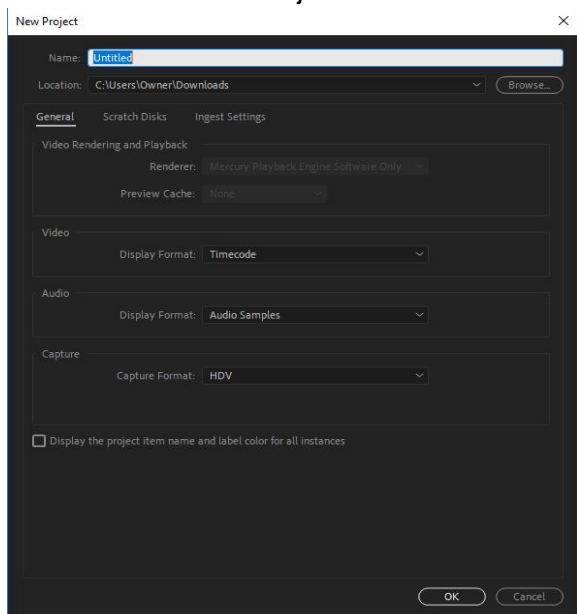 New Project
Name: Untitled
Location: C:\Users\Owner\Downloads Browse...
General Scratch Disks Ingest Settings
Video Rendering and Playback
Renderer: Mercury Playback Engine Software Only
Preview Cache: None
Video
Display Format: Timecode
Audio
Display Format: Audio Samples
Capture
Capture Format: HDV
Display the project item name and label color for all instances
OK Cancel